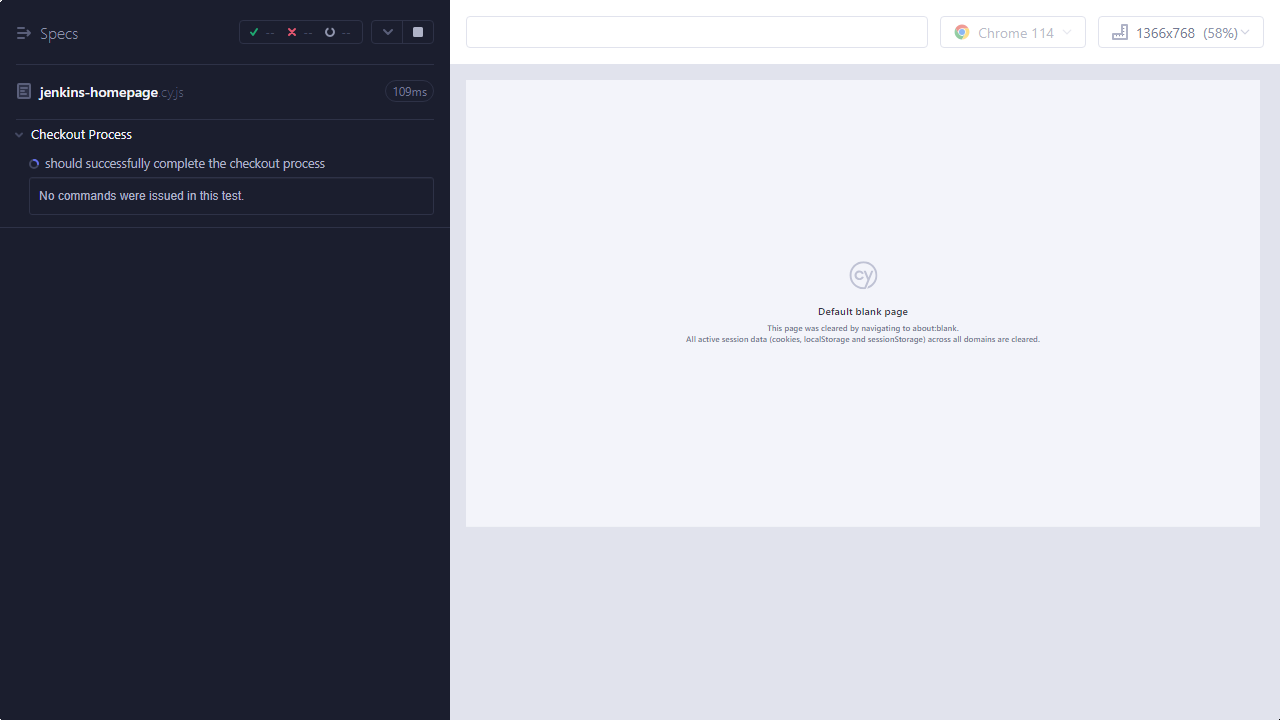 Specs
--
--
--
jenkins-homepage.cy.js
109ms
Checkout Process
should successfully complete the checkout process
No commands were issued in this test.
Chrome 114
1366x768 (58%)
cy
Default blank page
This page was cleared by navigating to about:blank.
All active session data (cookies, localStorage and sessionStorage) across all domains are cleared.